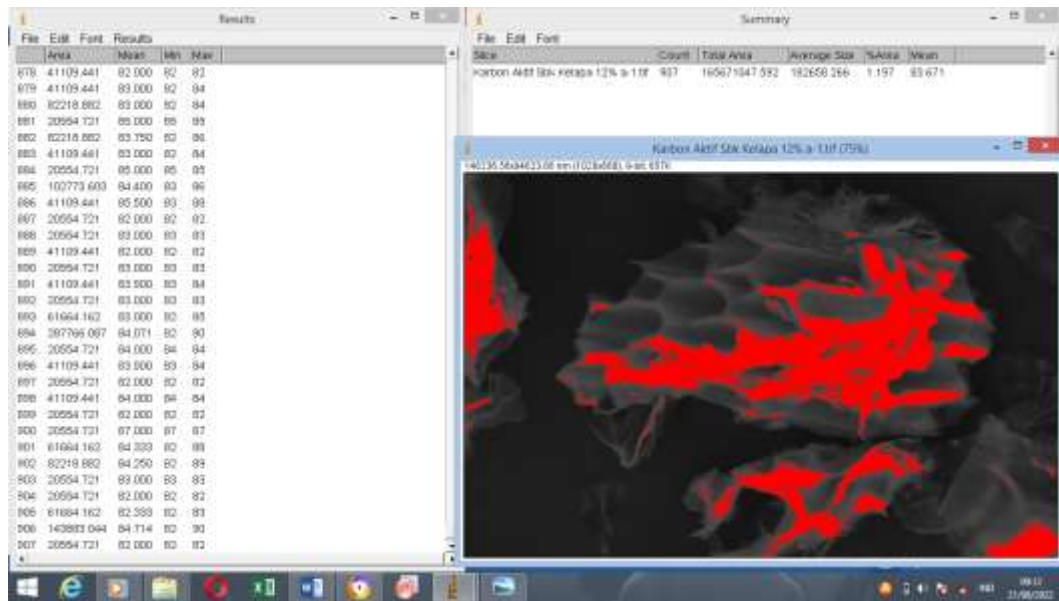 Results
File Edit Font Results
Area Mean Min Max
878 41109.441 82.000 82 82
879 41109.441 83.000 82 84
880 82218.882 83.000 82 84
881 20554.721 85.000 85 85
882 82218.882 83.750 82 86
883 41109.441 83.000 82 84
884 20554.721 85.000 85 85
885 102773.603 84.400 83 86
886 41109.441 85.500 83 88
887 20554.721 82.000 82 82
888 20554.721 83.000 83 83
889 41109.441 82.000 82 82
890 20554.721 83.000 83 83
891 41109.441 83.500 83 84
892 20554.721 83.000 83 83
893 61664.162 83.000 82 85
894 287766.087 84.071 82 90
895 20554.721 84.000 84 84
896 41109.441 83.500 83 84
897 20554.721 82.000 82 82
898 41109.441 84.000 84 84
899 20554.721 82.000 82 82
900 20554.721 87.000 87 87
901 61664.162 84.333 82 88
902 82218.882 84.250 82 89
903 20554.721 83.000 83 83
904 20554.721 82.000 82 82
905 61664.162 82.333 82 83
906 143883.044 84.714 82 90
907 20554.721 82.000 82 82
Summary
File Edit Font
Slice Count Total Area Average Size %Area Mean
Karbon Aktif Sbk Kelapa 12% a-1.tif 907 165671047.592 182658.266 1.197 83.671
Karbon Aktif Sbk Kelapa 12% a-1.tif (75%)
09:12
21/06/2022